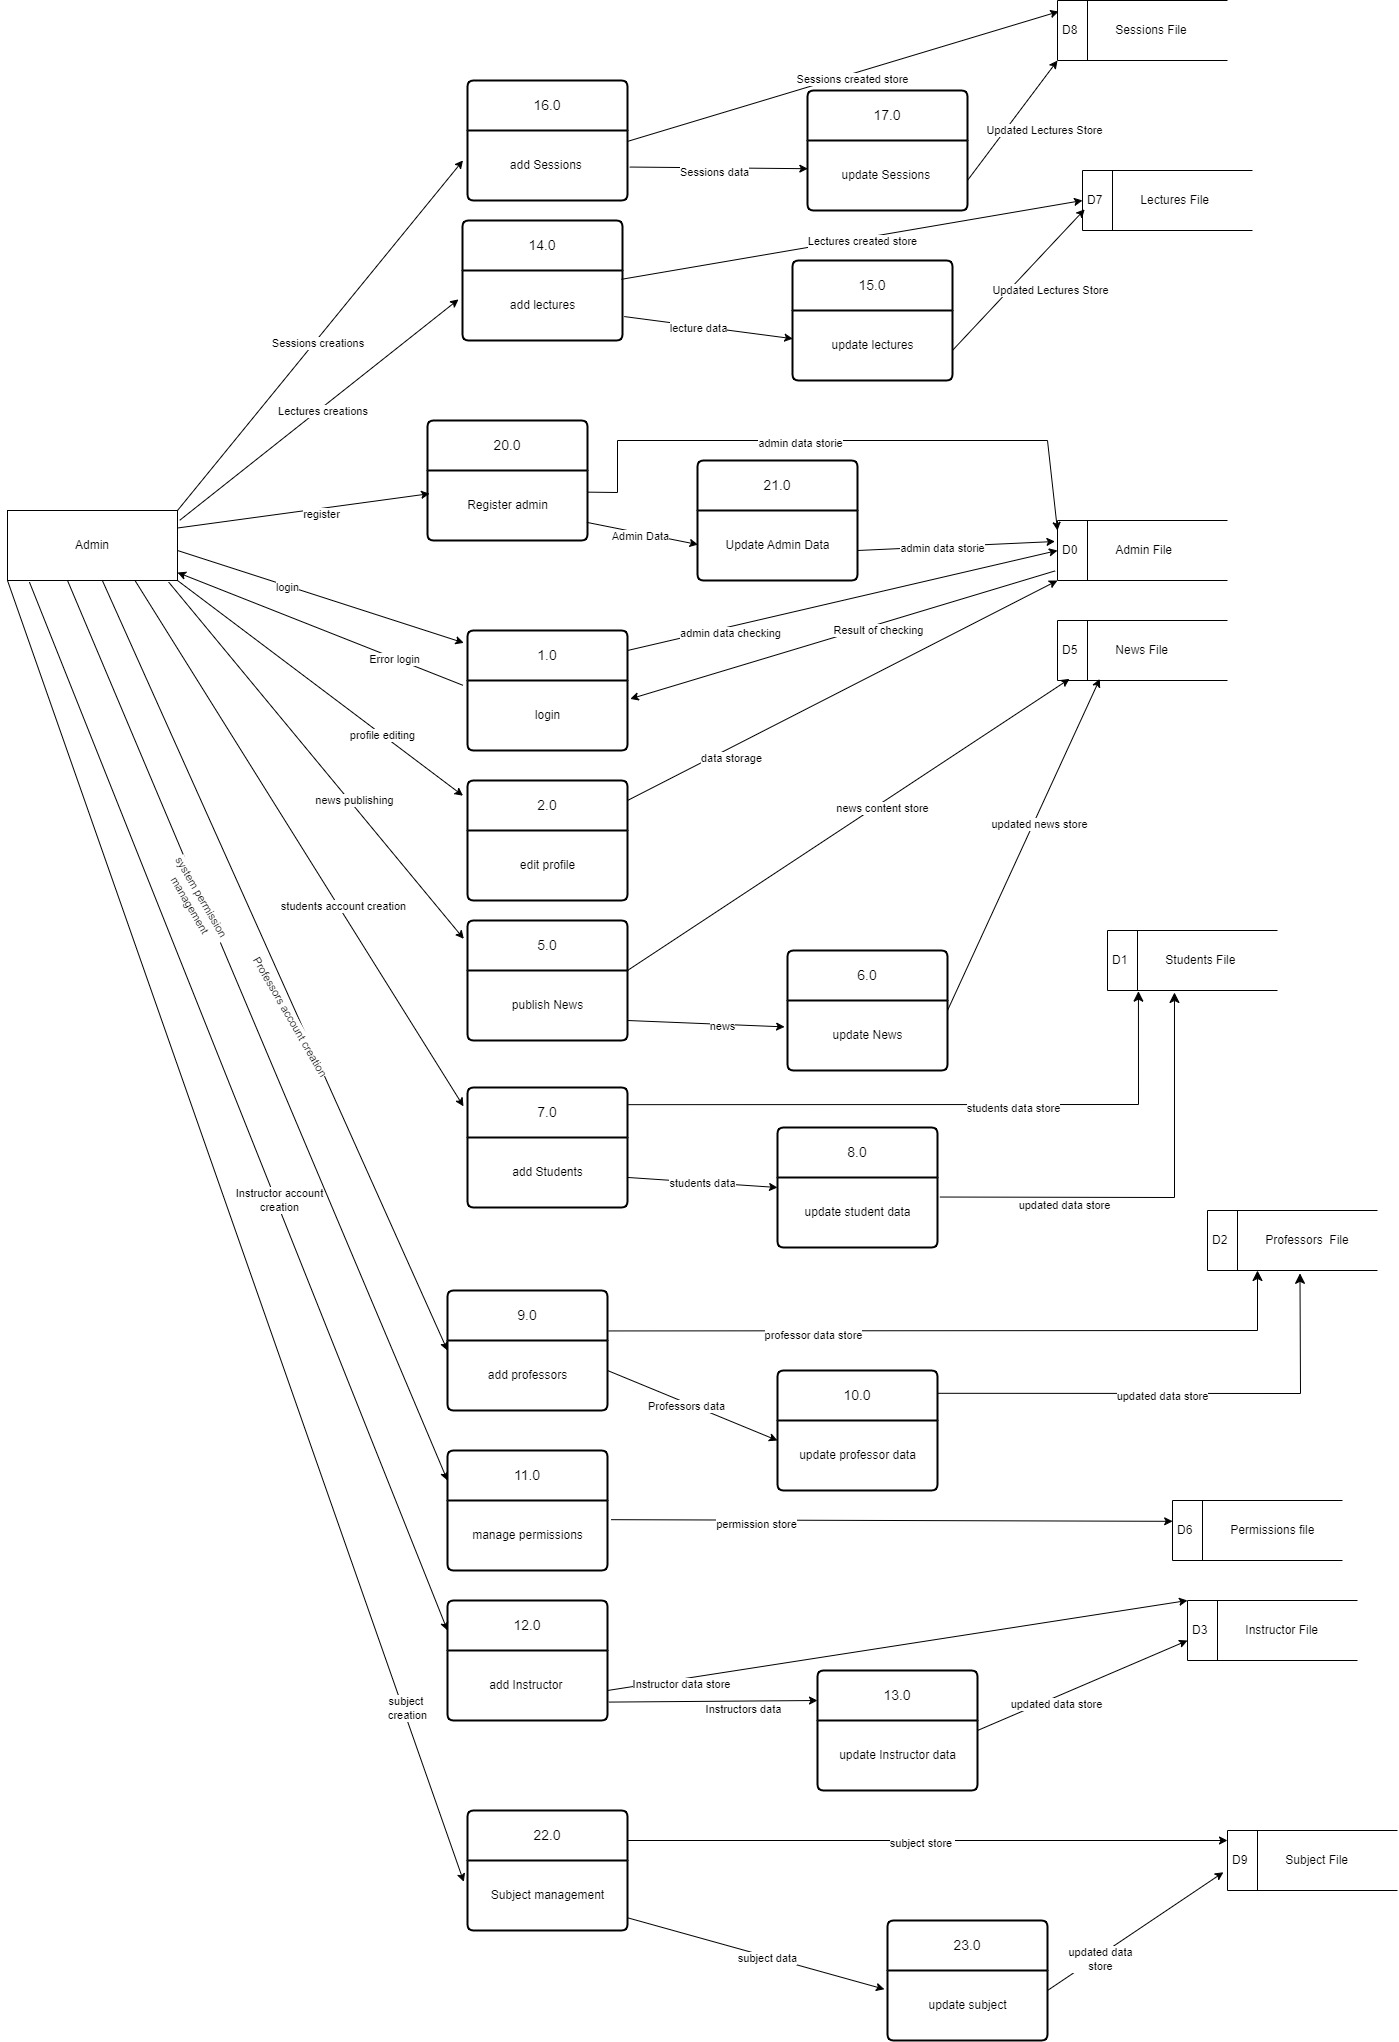 D8
Sessions File
Sessions created store
16.0
add Sessions
17.0
update Sessions
Updated Lectures Store
Sessions data
D7
Lectures File
14.0
add lectures
Lectures created store
15.0
update lectures
Updated Lectures Store
lecture data
Sessions creations
Lectures creations
20.0
Register admin
admin data storie
21.0
Update Admin Data
register
Admin Data
admin data storie
Admin
D0
Admin File
login
admin data checking
Result of checking
Error login
1.0
login
D5
News File
profile editing
data storage
2.0
edit profile
news publishing
news content store
updated news store
system permission
management
students account creation
5.0
publish News
6.0
update News
news
D1
Students File
Professors account creation
7.0
add Students
students data store
8.0
update student data
students data
updated data store
Instructor account
creation
D2
Professors  File
9.0
add professors
professor data store
10.0
update professor data
Professors data
updated data store
11.0
manage permissions
permission store
D6
Permissions file
12.0
add Instructor
D3
Instructor File
Instructor data store
Instructors data
13.0
update Instructor data
updated data store
subject
creation
22.0
Subject management
subject store
D9
Subject File
subject data
23.0
update subject
updated data
store